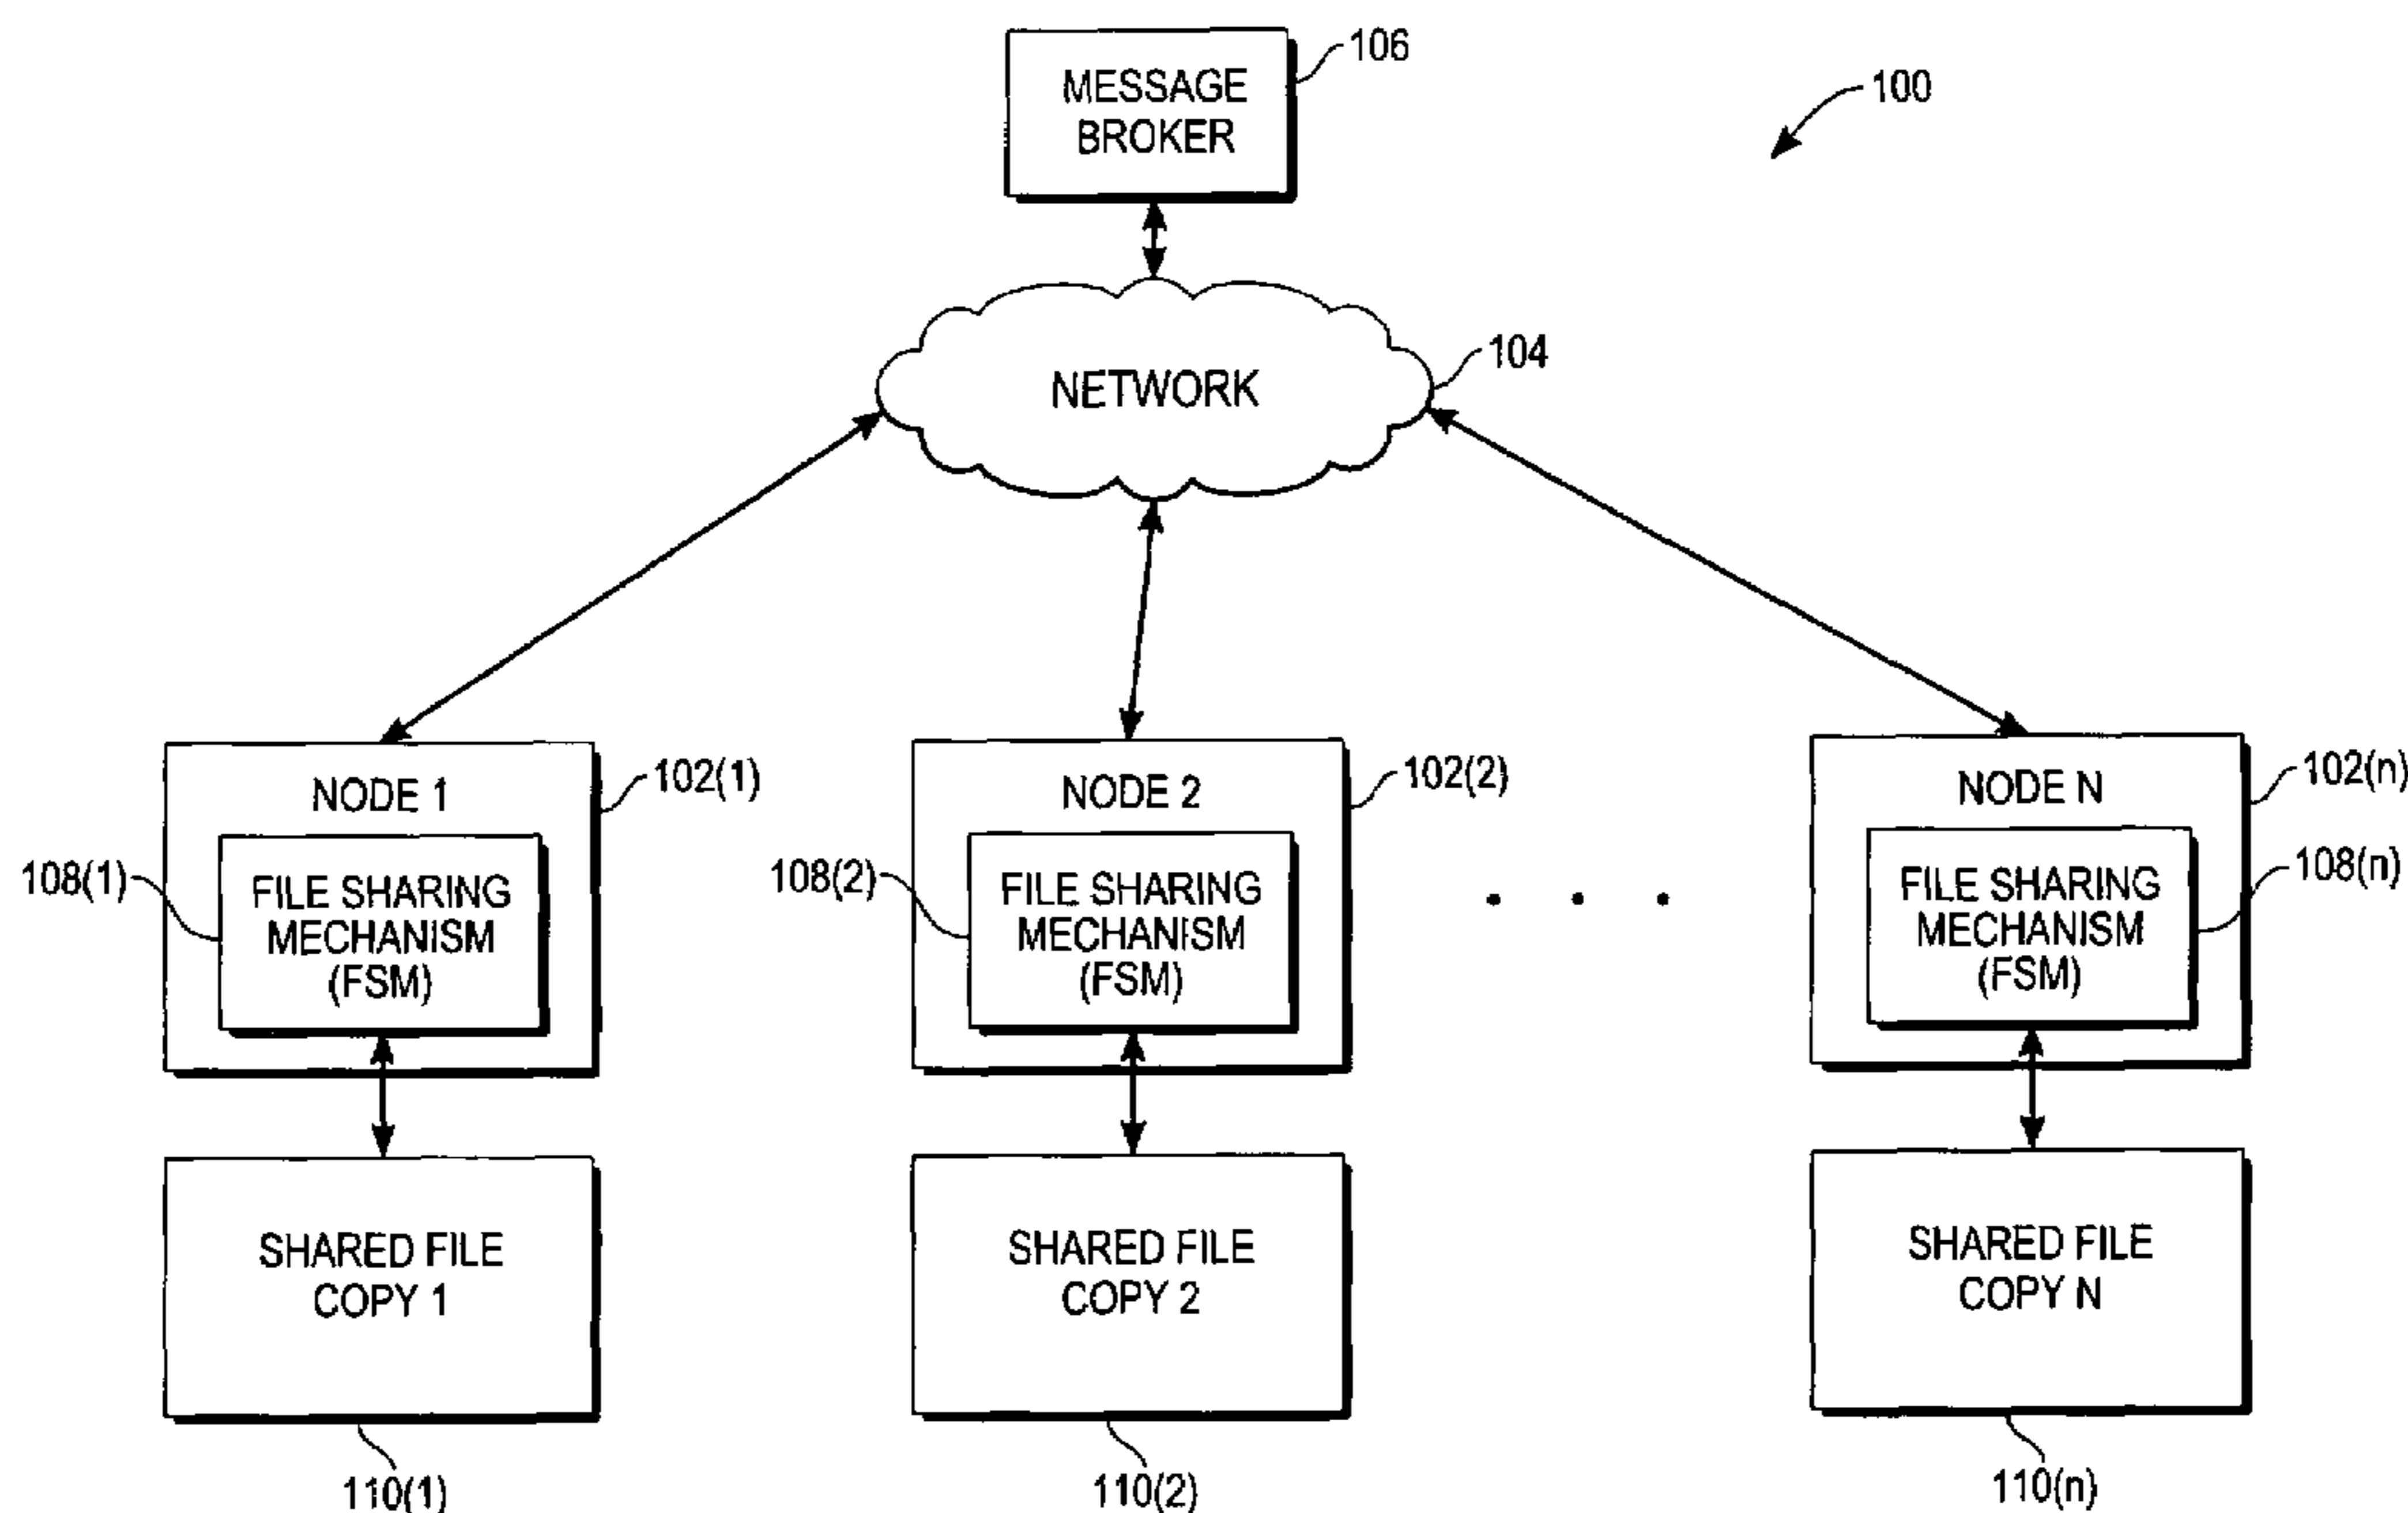 106
MESSAGE
BROKER
100
104
NETWORK
NODE 1
102(1)
NODE 2
102(2)
NODE N
102(n)
108(1)
FILE SHARING
MECHANISM
(FSM)
108(2)
FILE SHARING
MECHANISM
(FSM)
108(n)
FILE SHARING
MECHANISM
(FSM)
SHARED FILE
COPY 1
SHARED FILE
COPY 2
SHARED FILE
COPY N
110(1)
110(2)
110(n)